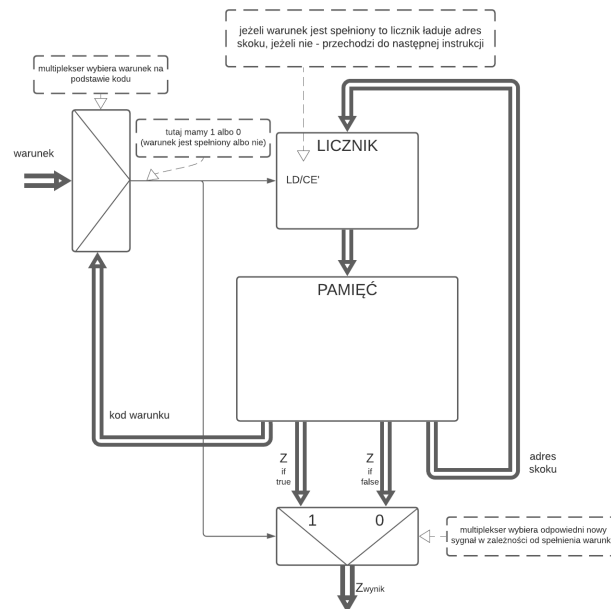 jeżeli warunek jest spełniony to licznik ładuje adres
skoku, jeżeli nie - przechodzi do następnej instrukcji
multiplekser wybiera warunek na
podstawie kodu
tutaj mamy 1 albo 0
(warunek jest spełniony albo nie)
warunek
LICZNIK
LD/CE'
PAMIĘĆ
kod warunku
Z
if
true
Z
if
false
adres
skoku
1
0
multiplekser wybiera odpowiedni nowy
sygnał w zależności od spełnienia warunk
Zwynik